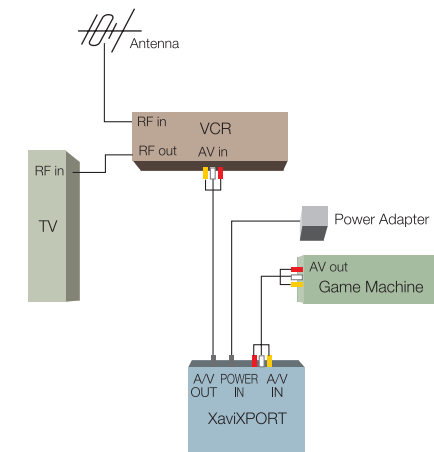 Antenna
RF in
VCR
RF out
AV in
RF in
TV
Power Adapter
AV out
Game Machine
A/V OUT
POWER IN
A/V IN
XaviXPORT